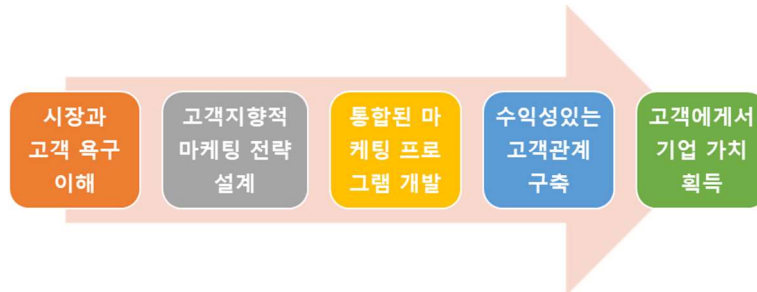 시장과
고객 욕구
이해
고객지향적
마케팅 전략
설계
통합된 마
케팅 프로
그램 개발
수익성있는
고객관계
구축
고객에게서
기업 가치
획득